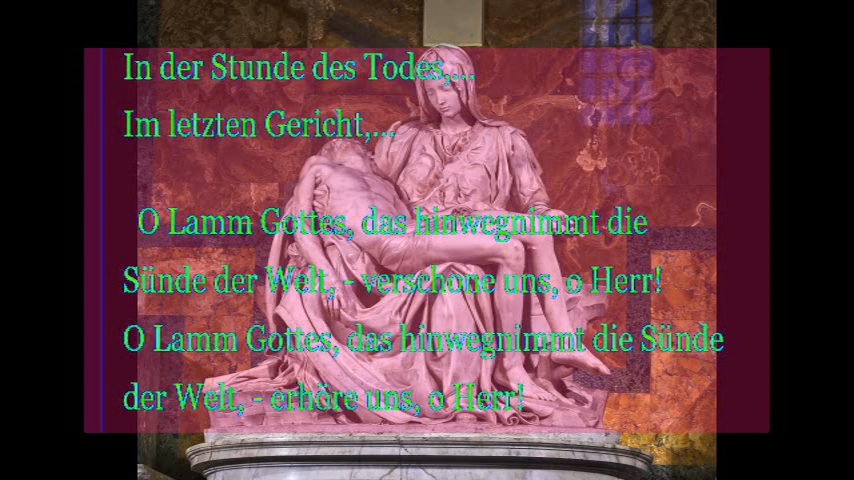 In der Stunde des Todes,...
Im letzten Gericht,...
O Lamm Gottes, das hinwegnimmt die
Sünde der Welt, - verschone uns, o Herr!
O Lamm Gottes, das hinwegnimmt die Sünde
der Welt, - erhöre uns, o Herr!